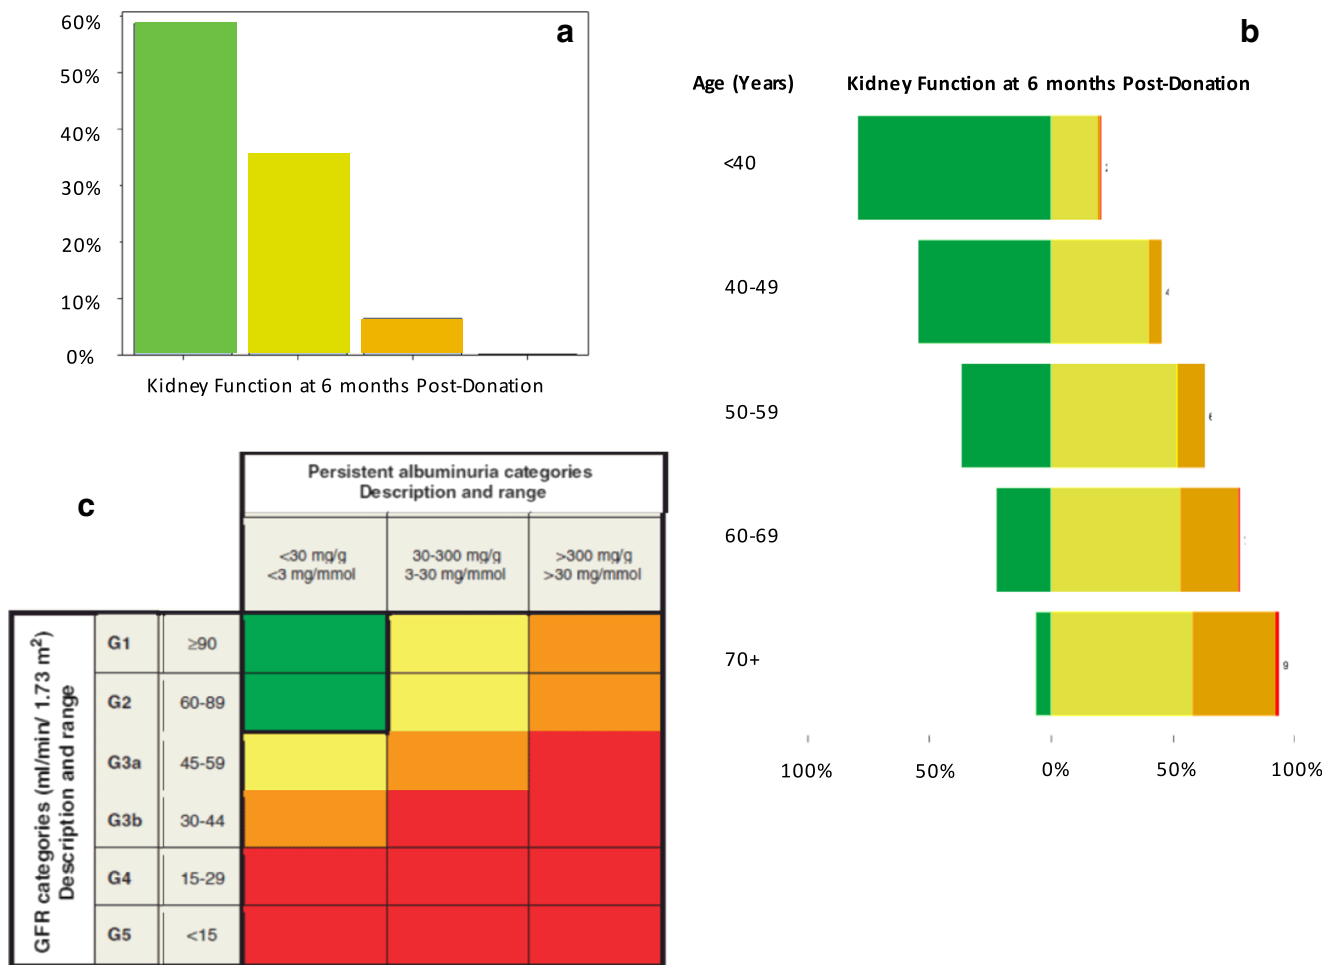 a
60%
50%
40%
30%
20%
10%
0%
Kidney Function at 6 months Post-Donation
b
Age (Years)
Kidney Function at 6 months Post-Donation
<40
40-49
50-59
60-69
70+
9
100%
50%
0%
50%
100%
c
Persistent albuminuria categories
Description and range
<30 mg/g
<3 mg/mmol
30-300 mg/g
3-30 mg/mmol
>300 mg/g
>30 mg/mmol
GFR categories (ml/min/ 1.73 m²)
Description and range
G1
≥90
G2
60-89
G3a
45-59
G3b
30-44
G4
15-29
G5
<15